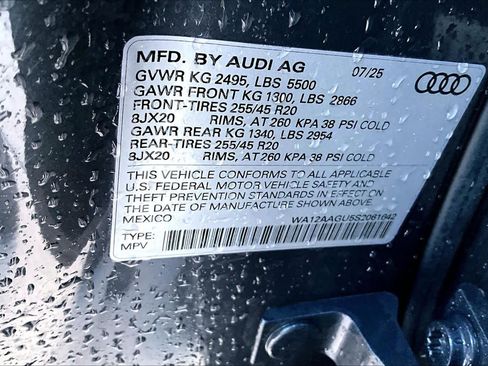 MFD. BY AUDI AG 07/25
GVWR KG 2495, LBS 5500
GAWR FRONT KG 1300, LBS 2866
FRONT-TIRES 255/45 R20
8JX20 RIMS, AT 260 KPA 38 PSI COLD
GAWR REAR KG 1340, LBS 2954
REAR-TIRES 255/45 R20
8JX20 RIMS, AT 260 KPA 38 PSI COLD
THIS VEHICLE CONFORMS TO ALL APPLICABLE
U.S. FEDERAL MOTOR VEHICLE SAFETY AND
THEFT PREVENTION STANDARDS IN EFFECT ON
THE DATE OF MANUFACTURE SHOWN ABOVE.
MEXICO WA12AAGU5S2061642
TYPE:
MPV